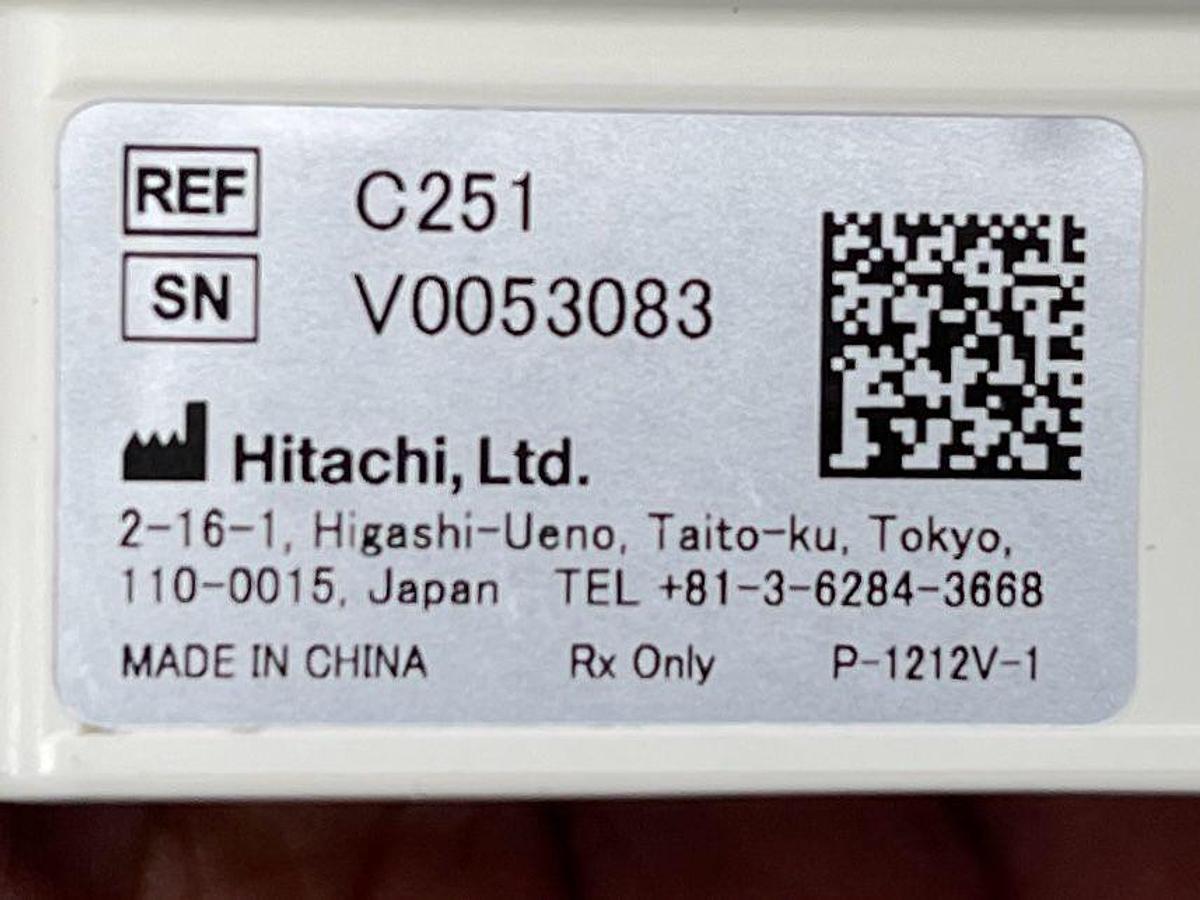 REF C251
SN V0053083
Hitachi, Ltd.
2-16-1, Higashi-Ueno, Taito-ku, Tokyo,
110-0015, Japan TEL +81-3-6284-3668
MADE IN CHINA Rx Only P-1212V-1